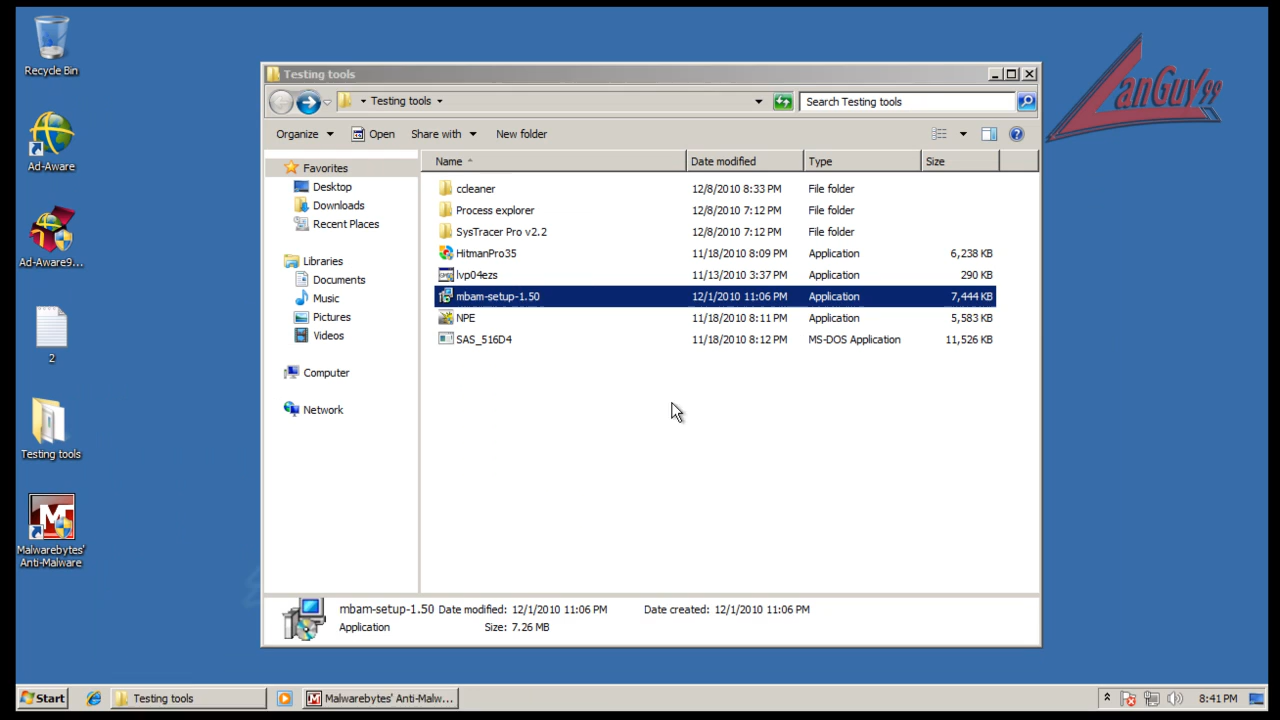 Recycle Bin
Ad-Aware
Ad-Aware9...
2
Testing tools
Malwarebytes'
Anti-Malware
Testing tools
Testing tools
Search Testing tools
Organize
Open
Share with
New folder
Favorites
Desktop
Downloads
Recent Places
Libraries
Documents
Music
Pictures
Videos
Computer
Network
Name Date modified Type Size
ccleaner 12/8/2010 8:33 PM File folder
Process explorer 12/8/2010 7:12 PM File folder
SysTracer Pro v2.2 12/8/2010 7:12 PM File folder
HitmanPro35 11/18/2010 8:09 PM Application 6,238 KB
lvp04ezs 11/13/2010 3:37 PM Application 290 KB
mbam-setup-1.50 12/1/2010 11:06 PM Application 7,444 KB
NPE 11/18/2010 8:11 PM Application 5,583 KB
SAS_516D4 11/18/2010 8:12 PM MS-DOS Application 11,526 KB
mbam-setup-1.50 Date modified: 12/1/2010 11:06 PM Date created: 12/1/2010 11:06 PM
Application Size: 7.26 MB
LanGuy99
Start
Testing tools
Malwarebytes' Anti-Malw...
8:41 PM